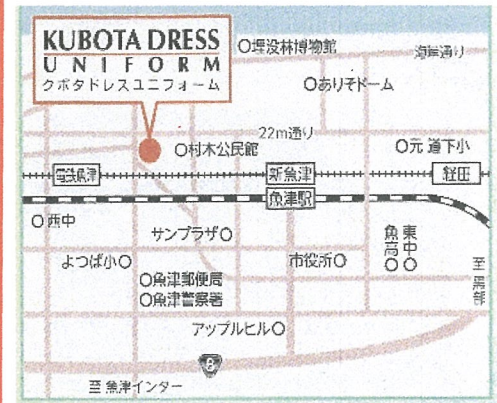 KUBOTA DRESS
UNIFORM
クボタドレスユニフォーム
○埋没林博物館
海岸通り
○ありそドーム
22m通り
○村木公民館
○元 道下小
電鉄魚津
新魚津
経田
魚津駅
○西中
サンプラザ○
よつば小○
市役所○
魚高○
東中○
至黒部
○魚津郵便局
○魚津警察署
アップルヒル○
8
至 魚津インター